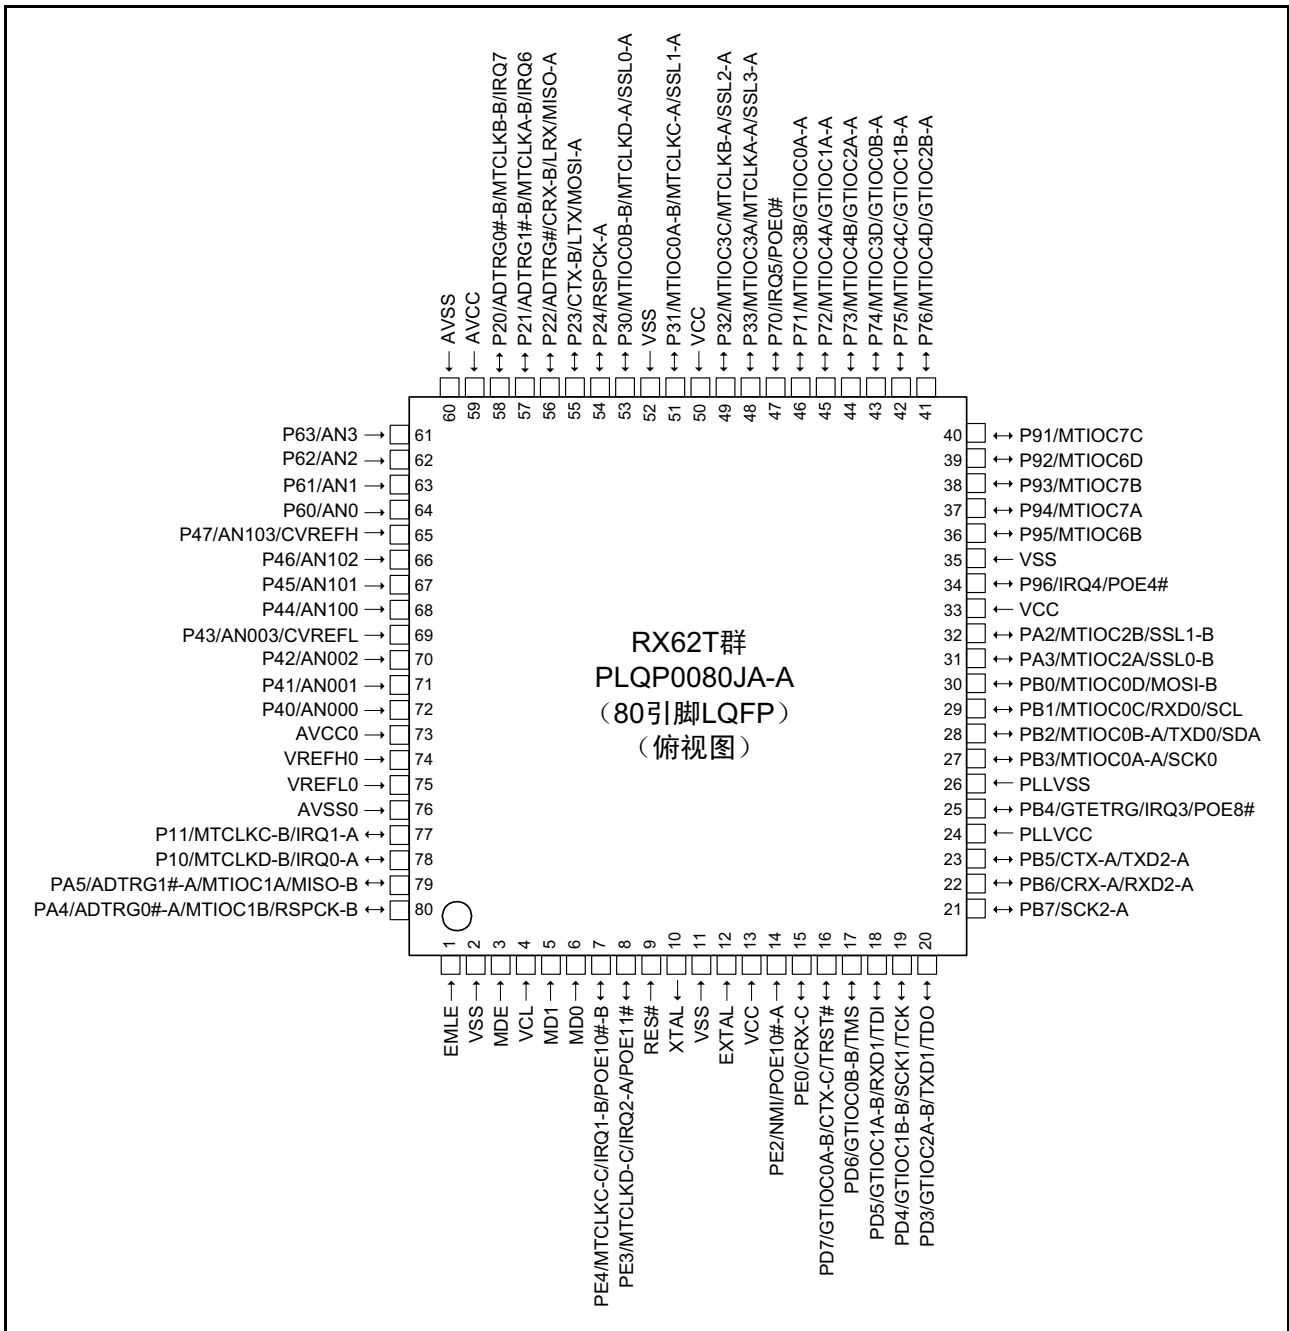 AVSS
AVCC
P20/ADTRG0#-B/MTCLKB-B/IRQ7
P21/ADTRG1#-B/MTCLKA-B/IRQ6
P22/ADTRG#/CRX-B/LRX/MISO-A
P23/CTX-B/LTX/MOSI-A
P24/RSPCK-A
P30/MTIOC0B-B/MTCLKD-A/SSL0-A
VSS
P31/MTIOC0A-B/MTCLKC-A/SSL1-A
VCC
P32/MTIOC3C/MTCLKB-A/SSL2-A
P33/MTIOC3A/MTCLKA-A/SSL3-A
P70/IRQ5/POE0#
P71/MTIOC3B/GTIOC0A-A
P72/MTIOC4A/GTIOC1A-A
P73/MTIOC4B/GTIOC2A-A
P74/MTIOC3D/GTIOC0B-A
P75/MTIOC4C/GTIOC1B-A
P76/MTIOC4D/GTIOC2B-A
60
59
58
57
56
55
54
53
52
51
50
49
48
47
46
45
44
43
42
41
P63/AN3 61
P62/AN2 62
P61/AN1 63
P60/AN0 64
P47/AN103/CVREFH 65
P46/AN102 66
P45/AN101 67
P44/AN100 68
P43/AN003/CVREFL 69
P42/AN002 70
P41/AN001 71
P40/AN000 72
AVCC0 73
VREFH0 74
VREFL0 75
AVSS0 76
P11/MTCLKC-B/IRQ1-A 77
P10/MTCLKD-B/IRQ0-A 78
PA5/ADTRG1#-A/MTIOC1A/MISO-B 79
PA4/ADTRG0#-A/MTIOC1B/RSPCK-B 80
RX62T群
PLQP0080JA-A
（80引脚LQFP）
（俯视图）
40 P91/MTIOC7C
39 P92/MTIOC6D
38 P93/MTIOC7B
37 P94/MTIOC7A
36 P95/MTIOC6B
35 VSS
34 P96/IRQ4/POE4#
33 VCC
32 PA2/MTIOC2B/SSL1-B
31 PA3/MTIOC2A/SSL0-B
30 PB0/MTIOC0D/MOSI-B
29 PB1/MTIOC0C/RXD0/SCL
28 PB2/MTIOC0B-A/TXD0/SDA
27 PB3/MTIOC0A-A/SCK0
26 PLLVSS
25 PB4/GTETRG/IRQ3/POE8#
24 PLLVCC
23 PB5/CTX-A/TXD2-A
22 PB6/CRX-A/RXD2-A
21 PB7/SCK2-A
1
2
3
4
5
6
7
8
9
10
11
12
13
14
15
16
17
18
19
20
EMLE
VSS
MDE
VCL
MD1
MD0
PE4/MTCLKC-C/IRQ1-B/POE10#-B
PE3/MTCLKD-C/IRQ2-A/POE11#
RES#
XTAL
VSS
EXTAL
VCC
PE2/NMI/POE10#-A
PE0/CRX-C
PD7/GTIOC0A-B/CTX-C/TRST#
PD6/GTIOC0B-B/TMS
PD5/GTIOC1A-B/RXD1/TDI
PD4/GTIOC1B-B/SCK1/TCK
PD3/GTIOC2A-B/TXD1/TDO